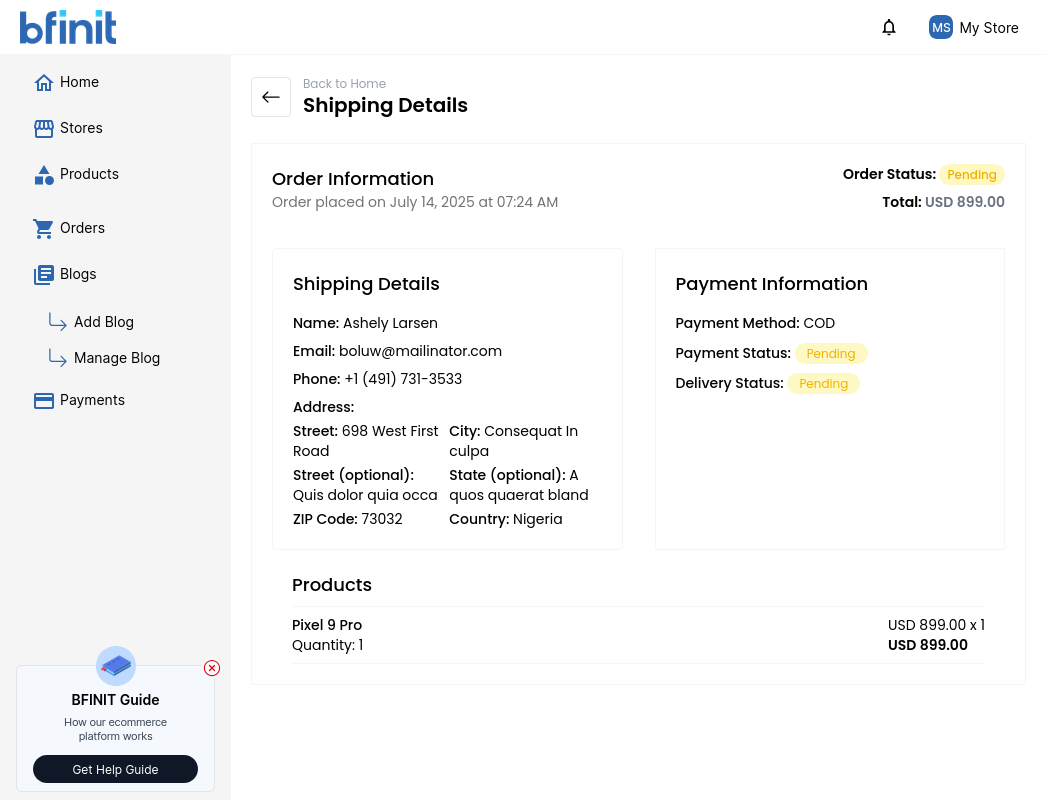 bfinit
MS My Store
Home
Stores
Products
Orders
Blogs
Add Blog
Manage Blog
Payments
BFINIT Guide
How our ecommerce
platform works
Get Help Guide
Back to Home
Shipping Details
Order Information
Order placed on July 14, 2025 at 07:24 AM
Order Status: Pending
Total: USD 899.00
Shipping Details
Name: Ashely Larsen
Email: boluw@mailinator.com
Phone: +1 (491) 731-3533
Address:
Street: 698 West First
Road
City: Consequat In
culpa
Street (optional):
Quis dolor quia occa
State (optional): A
quos quaerat bland
ZIP Code: 73032
Country: Nigeria
Payment Information
Payment Method: COD
Payment Status: Pending
Delivery Status: Pending
Products
Pixel 9 Pro
Quantity: 1
USD 899.00 x 1
USD 899.00